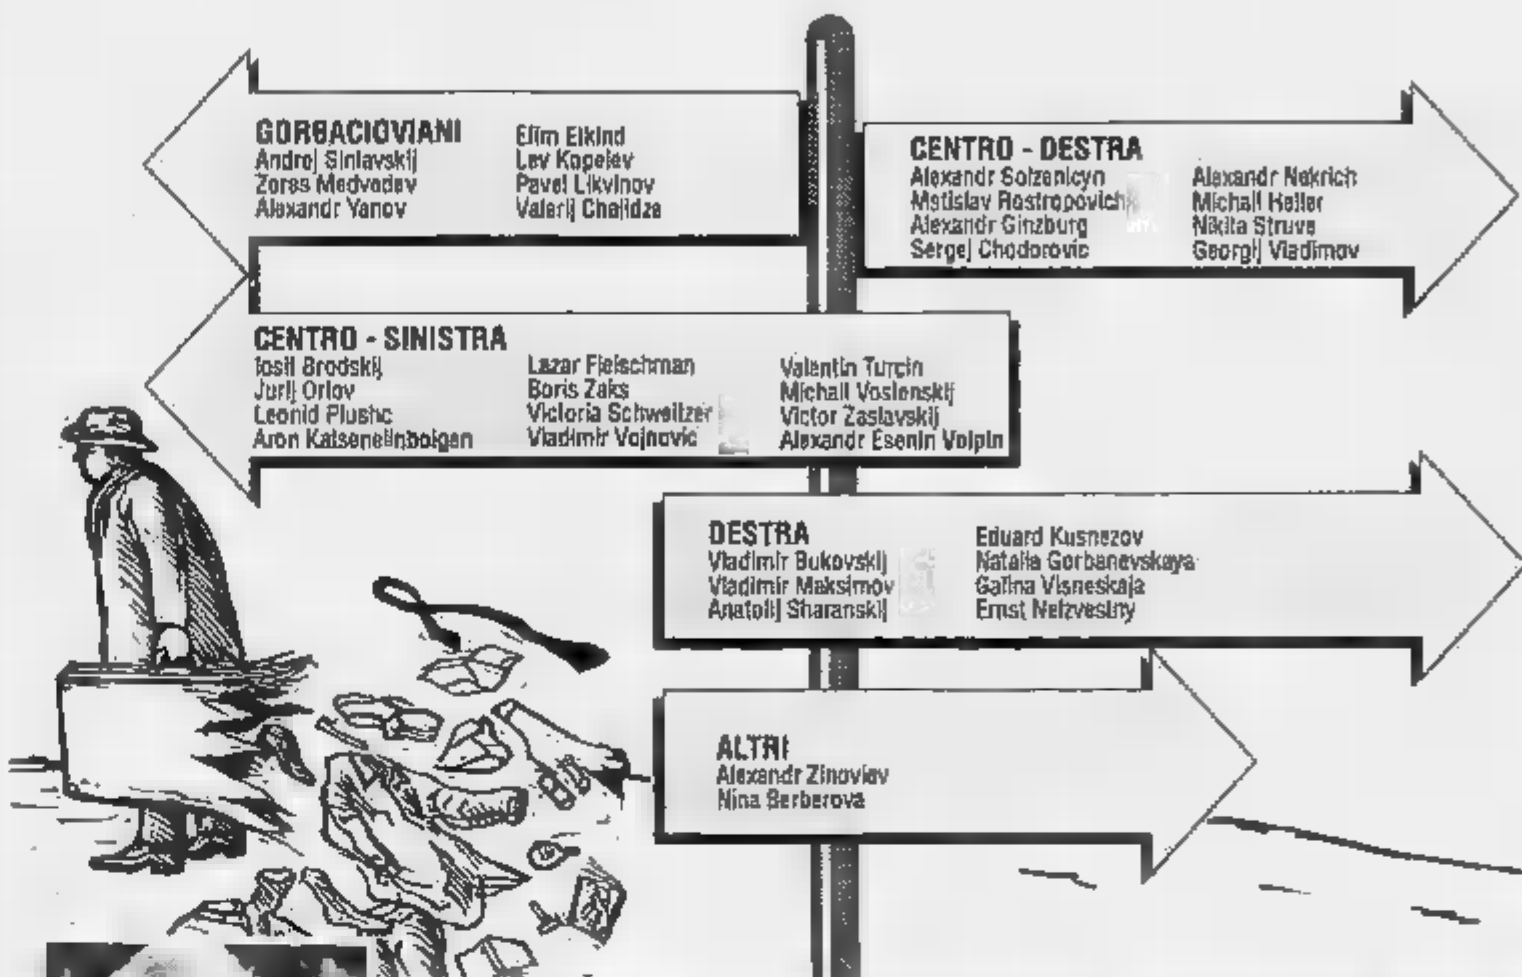 GORBACIOVIANI
Andrej Siniavskij
Zores Medvedev
Alexandr Yanov
Efim Etkind
Lev Kopelev
Pavel Litvinov
Valerij Chalidze
CENTRO - DESTRA
Alexandr Solzenicyn
Mstislav Rostropovich
Alexandr Ginzburg
Sergej Chodorovic
Alexandr Nekrich
Michail Heller
Nikita Struve
Georgij Vladimov
CENTRO - SINISTRA
Iosif Brodskij
Jurij Orlov
Leonid Plushc
Aron Katsenelinboigen
Lazar Fleischman
Boris Zaks
Victoria Schweitzer
Vladimir Vojnovic
Valentin Turcin
Michail Voslenskij
Victor Zaslavskij
Alexandr Esenin Volpin
DESTRA
Vladimir Bukovskij
Vladimir Maksimov
Anatolij Sharanskij
Eduard Kusnezov
Natalia Gorbanevskaya
Galina Visneskaja
Ernst Neizvestny
ALTRI
Alexandr Zinoviev
Nina Berberova